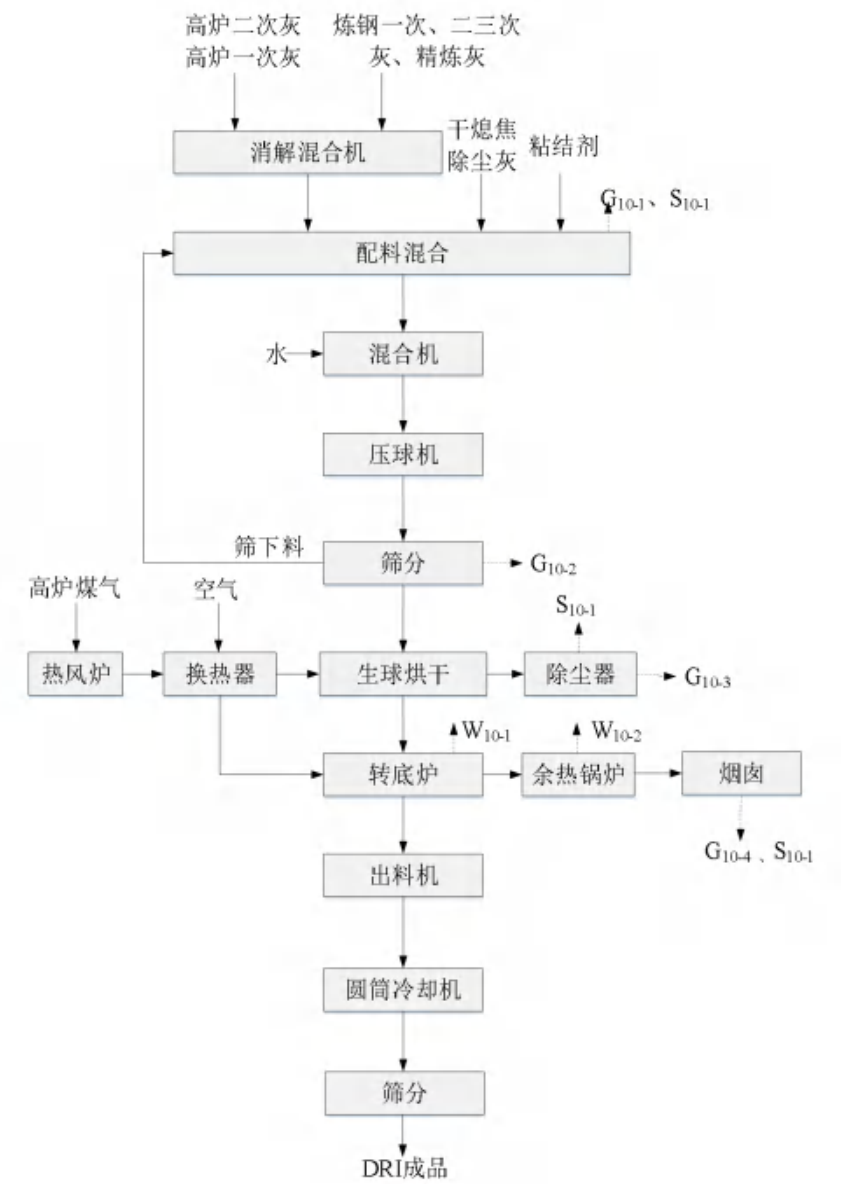 高炉二次灰
高炉一次灰
炼钢一次、二三次
灰、精炼灰
消解混合机
干熄焦
除尘灰
粘结剂
G10-1、S10-1
配料混合
水
混合机
压球机
筛下料
筛分
G10-2
高炉煤气
空气
S10-1
热风炉
换热器
生球烘干
除尘器
G10-3
W10-1
W10-2
转底炉
余热锅炉
烟囱
G10-4、S10-1
出料机
圆筒冷却机
筛分
DRI成品